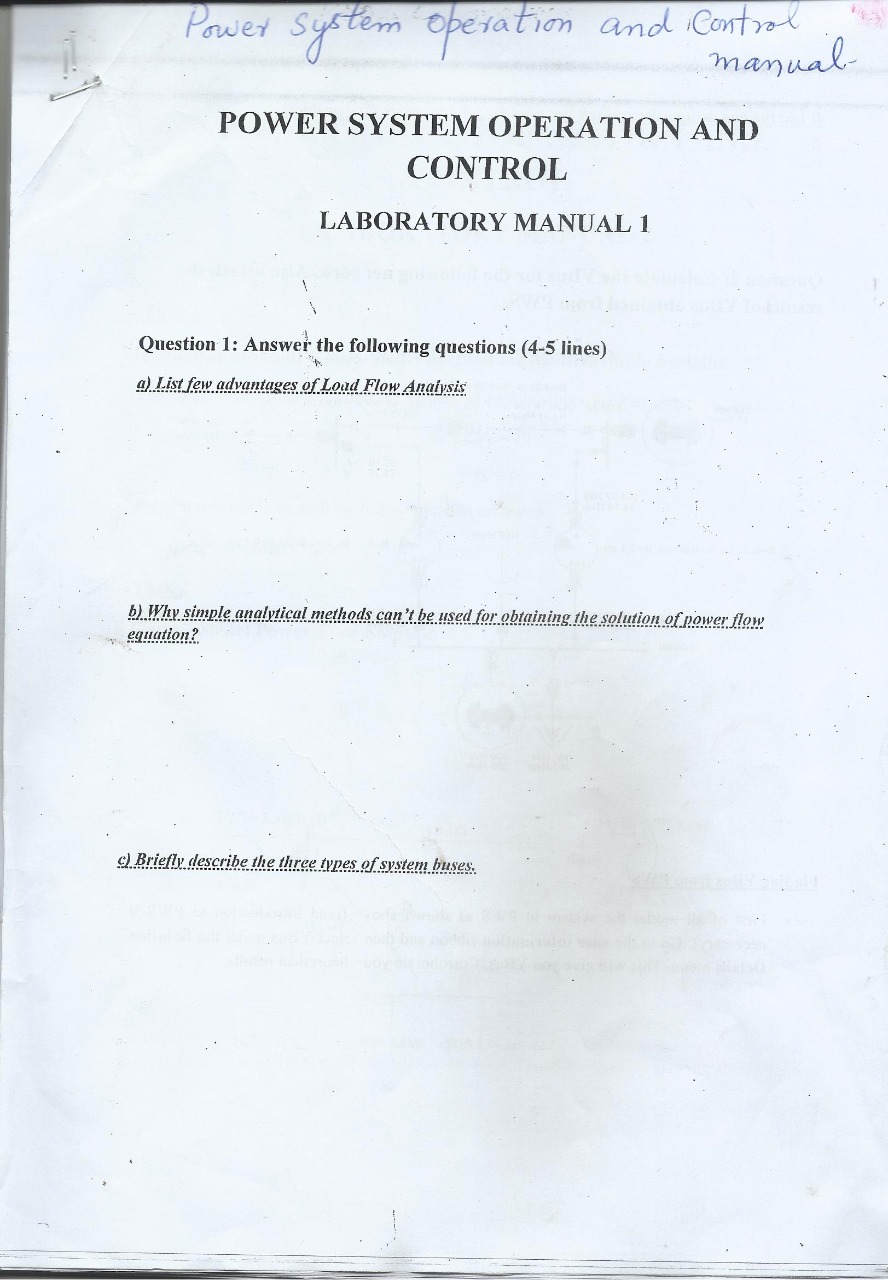 Power System Operation and Control
manual-
POWER SYSTEM OPERATION AND
CONTROL
LABORATORY MANUAL 1
Question 1: Answer the following questions (4-5 lines)
a) List few advantages of Load Flow Analysis
b) Why simple analytical methods can't be used for obtaining the solution of power flow
equation?
c) Briefly describe the three types of system buses.